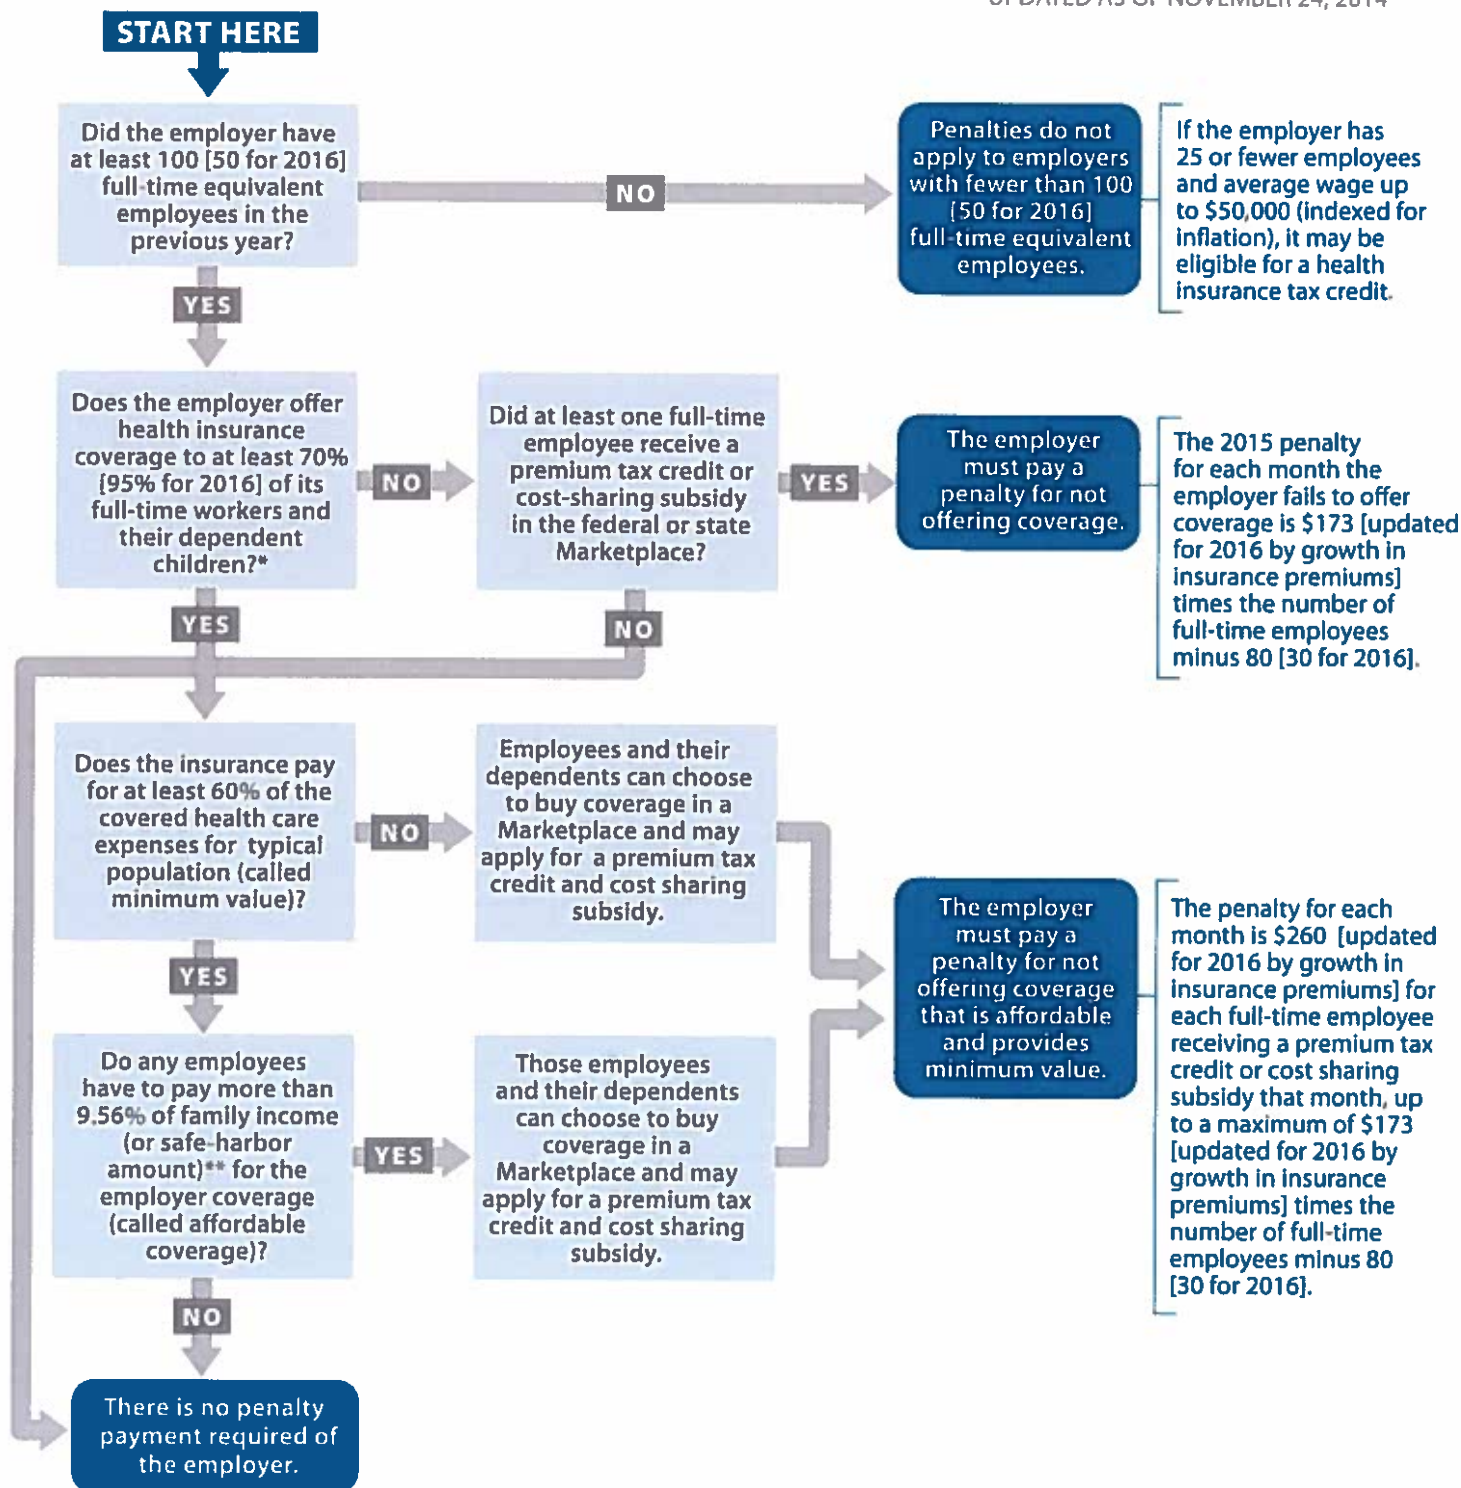 UPDATED AS OF NOVEMBER 24, 2014
START HERE
Did the employer have
at least 100 [50 for 2016]
full-time equivalent
employees in the
previous year?
NO
Penalties do not
apply to employers
with fewer than 100
[50 for 2016]
full-time equivalent
employees.
If the employer has
25 or fewer employees
and average wage up
to $50,000 (indexed for
inflation), it may be
eligible for a health
insurance tax credit.
YES
Does the employer offer
health insurance
coverage to at least 70%
[95% for 2016] of its
full-time workers and
their dependent
children?*
NO
Did at least one full-time
employee receive a
premium tax credit or
cost-sharing subsidy
in the federal or state
Marketplace?
YES
The employer
must pay a
penalty for not
offering coverage.
The 2015 penalty
for each month the
employer fails to offer
coverage is $173 [updated
for 2016 by growth in
insurance premiums]
times the number of
full-time employees
minus 80 [30 for 2016].
YES
NO
Does the insurance pay
for at least 60% of the
covered health care
expenses for typical
population (called
minimum value)?
NO
Employees and their
dependents can choose
to buy coverage in a
Marketplace and may
apply for a premium tax
credit and cost sharing
subsidy.
The employer
must pay a
penalty for not
offering coverage
that is affordable
and provides
minimum value.
The penalty for each
month is $260 [updated
for 2016 by growth in
insurance premiums] for
each full-time employee
receiving a premium tax
credit or cost sharing
subsidy that month, up
to a maximum of $173
[updated for 2016 by
growth in insurance
premiums] times the
number of full-time
employees minus 80
[30 for 2016].
YES
Do any employees
have to pay more than
9.56% of family income
(or safe-harbor
amount)** for the
employer coverage
(called affordable
coverage)?
YES
Those employees
and their dependents
can choose to buy
coverage in a
Marketplace and may
apply for a premium tax
credit and cost sharing
subsidy.
NO
There is no penalty
payment required of
the employer.